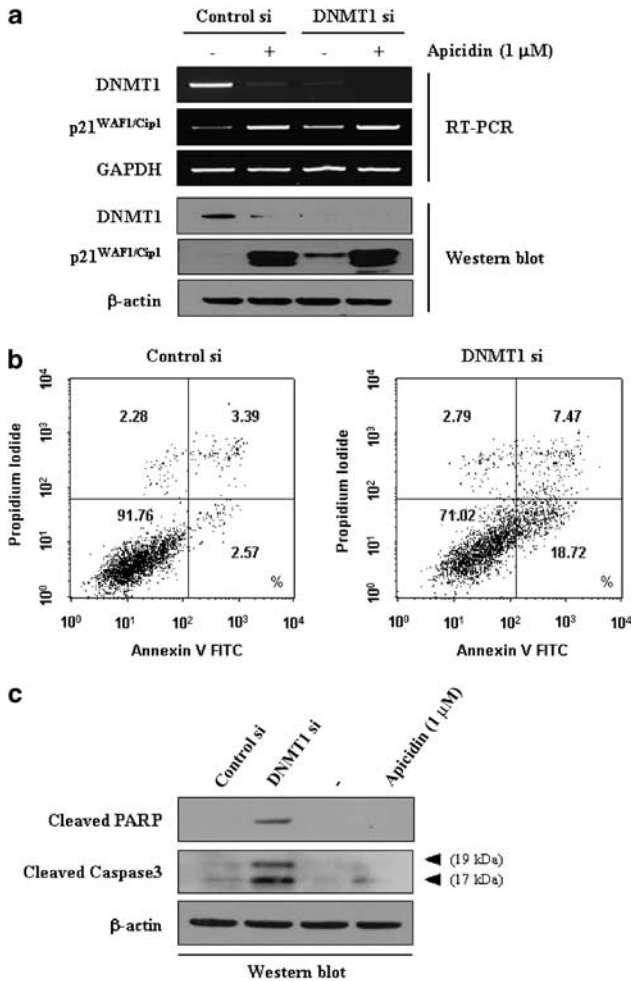 a
Control si DNMT1 si
- + - + Apicidin (1 μM)
DNMT1
p21WAF1/Cip1
GAPDH
RT-PCR
DNMT1
p21WAF1/Cip1
β-actin
Western blot
b
Control si
Propidium Iodide
10⁴
10³
10²
10¹
10⁰
2.28 3.39
91.76 2.57
%
10⁰ 10¹ 10² 10³ 10⁴
Annexin V FITC
DNMT1 si
Propidium Iodide
10⁴
10³
10²
10¹
10⁰
2.79 7.47
71.02 18.72
%
10⁰ 10¹ 10² 10³ 10⁴
Annexin V FITC
c
Control si DNMT1 si - Apicidin (1 μM)
Cleaved PARP
Cleaved Caspase3
(19 kDa)
(17 kDa)
β-actin
Western blot